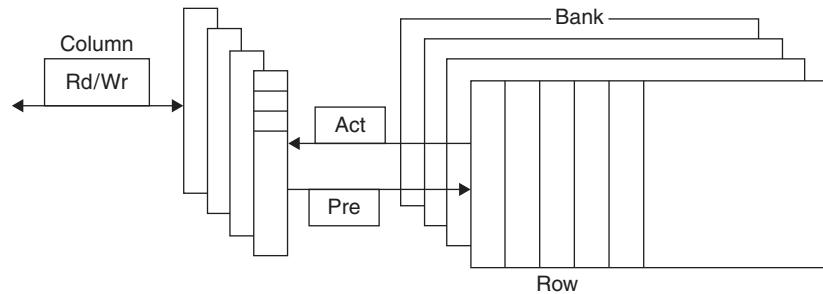 Bank
Column
Rd/Wr
Act
Pre
Row